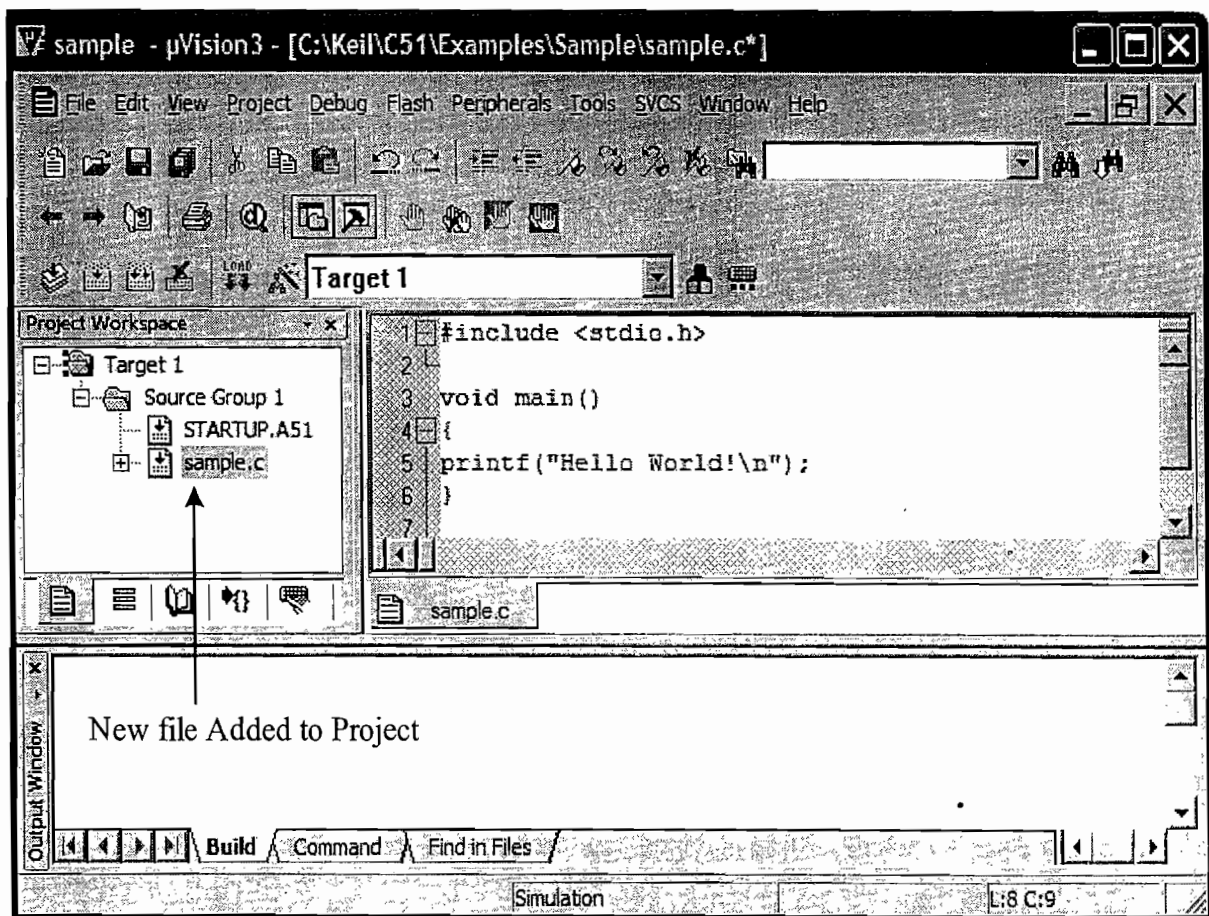 sample - µVision3 - [C:\Keil\C51\Examples\Sample\sample.c*]
File Edit View Project Debug Flash Peripherals Tools SVCS Window Help
LOAD
Target 1
Project Workspace
Target 1
Source Group 1
STARTUP.A51
sample.c
1 #include <stdio.h>
2
3 void main()
4 {
5 printf("Hello World!\n");
6 }
7
sample.c
New file Added to Project
Output Window
Build Command Find in Files
Simulation L:8 C:9